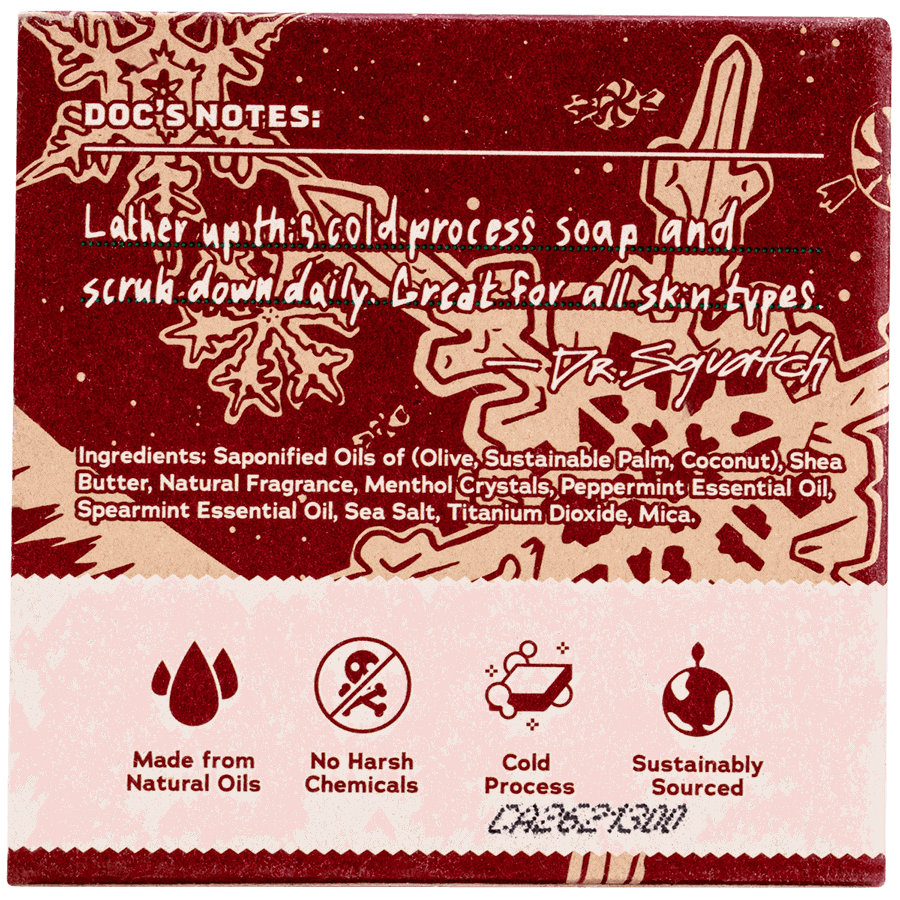 DOC'S NOTES:
Lather up this cold process soap and
scrub down daily. Great for all skin types.
— Dr. Squatch
Ingredients: Saponified Oils of (Olive, Sustainable Palm, Coconut), Shea
Butter, Natural Fragrance, Menthol Crystals, Peppermint Essential Oil,
Spearmint Essential Oil, Sea Salt, Titanium Dioxide, Mica.
Made from
Natural Oils
No Harsh
Chemicals
Cold
Process
Sustainably
Sourced
CA2621300